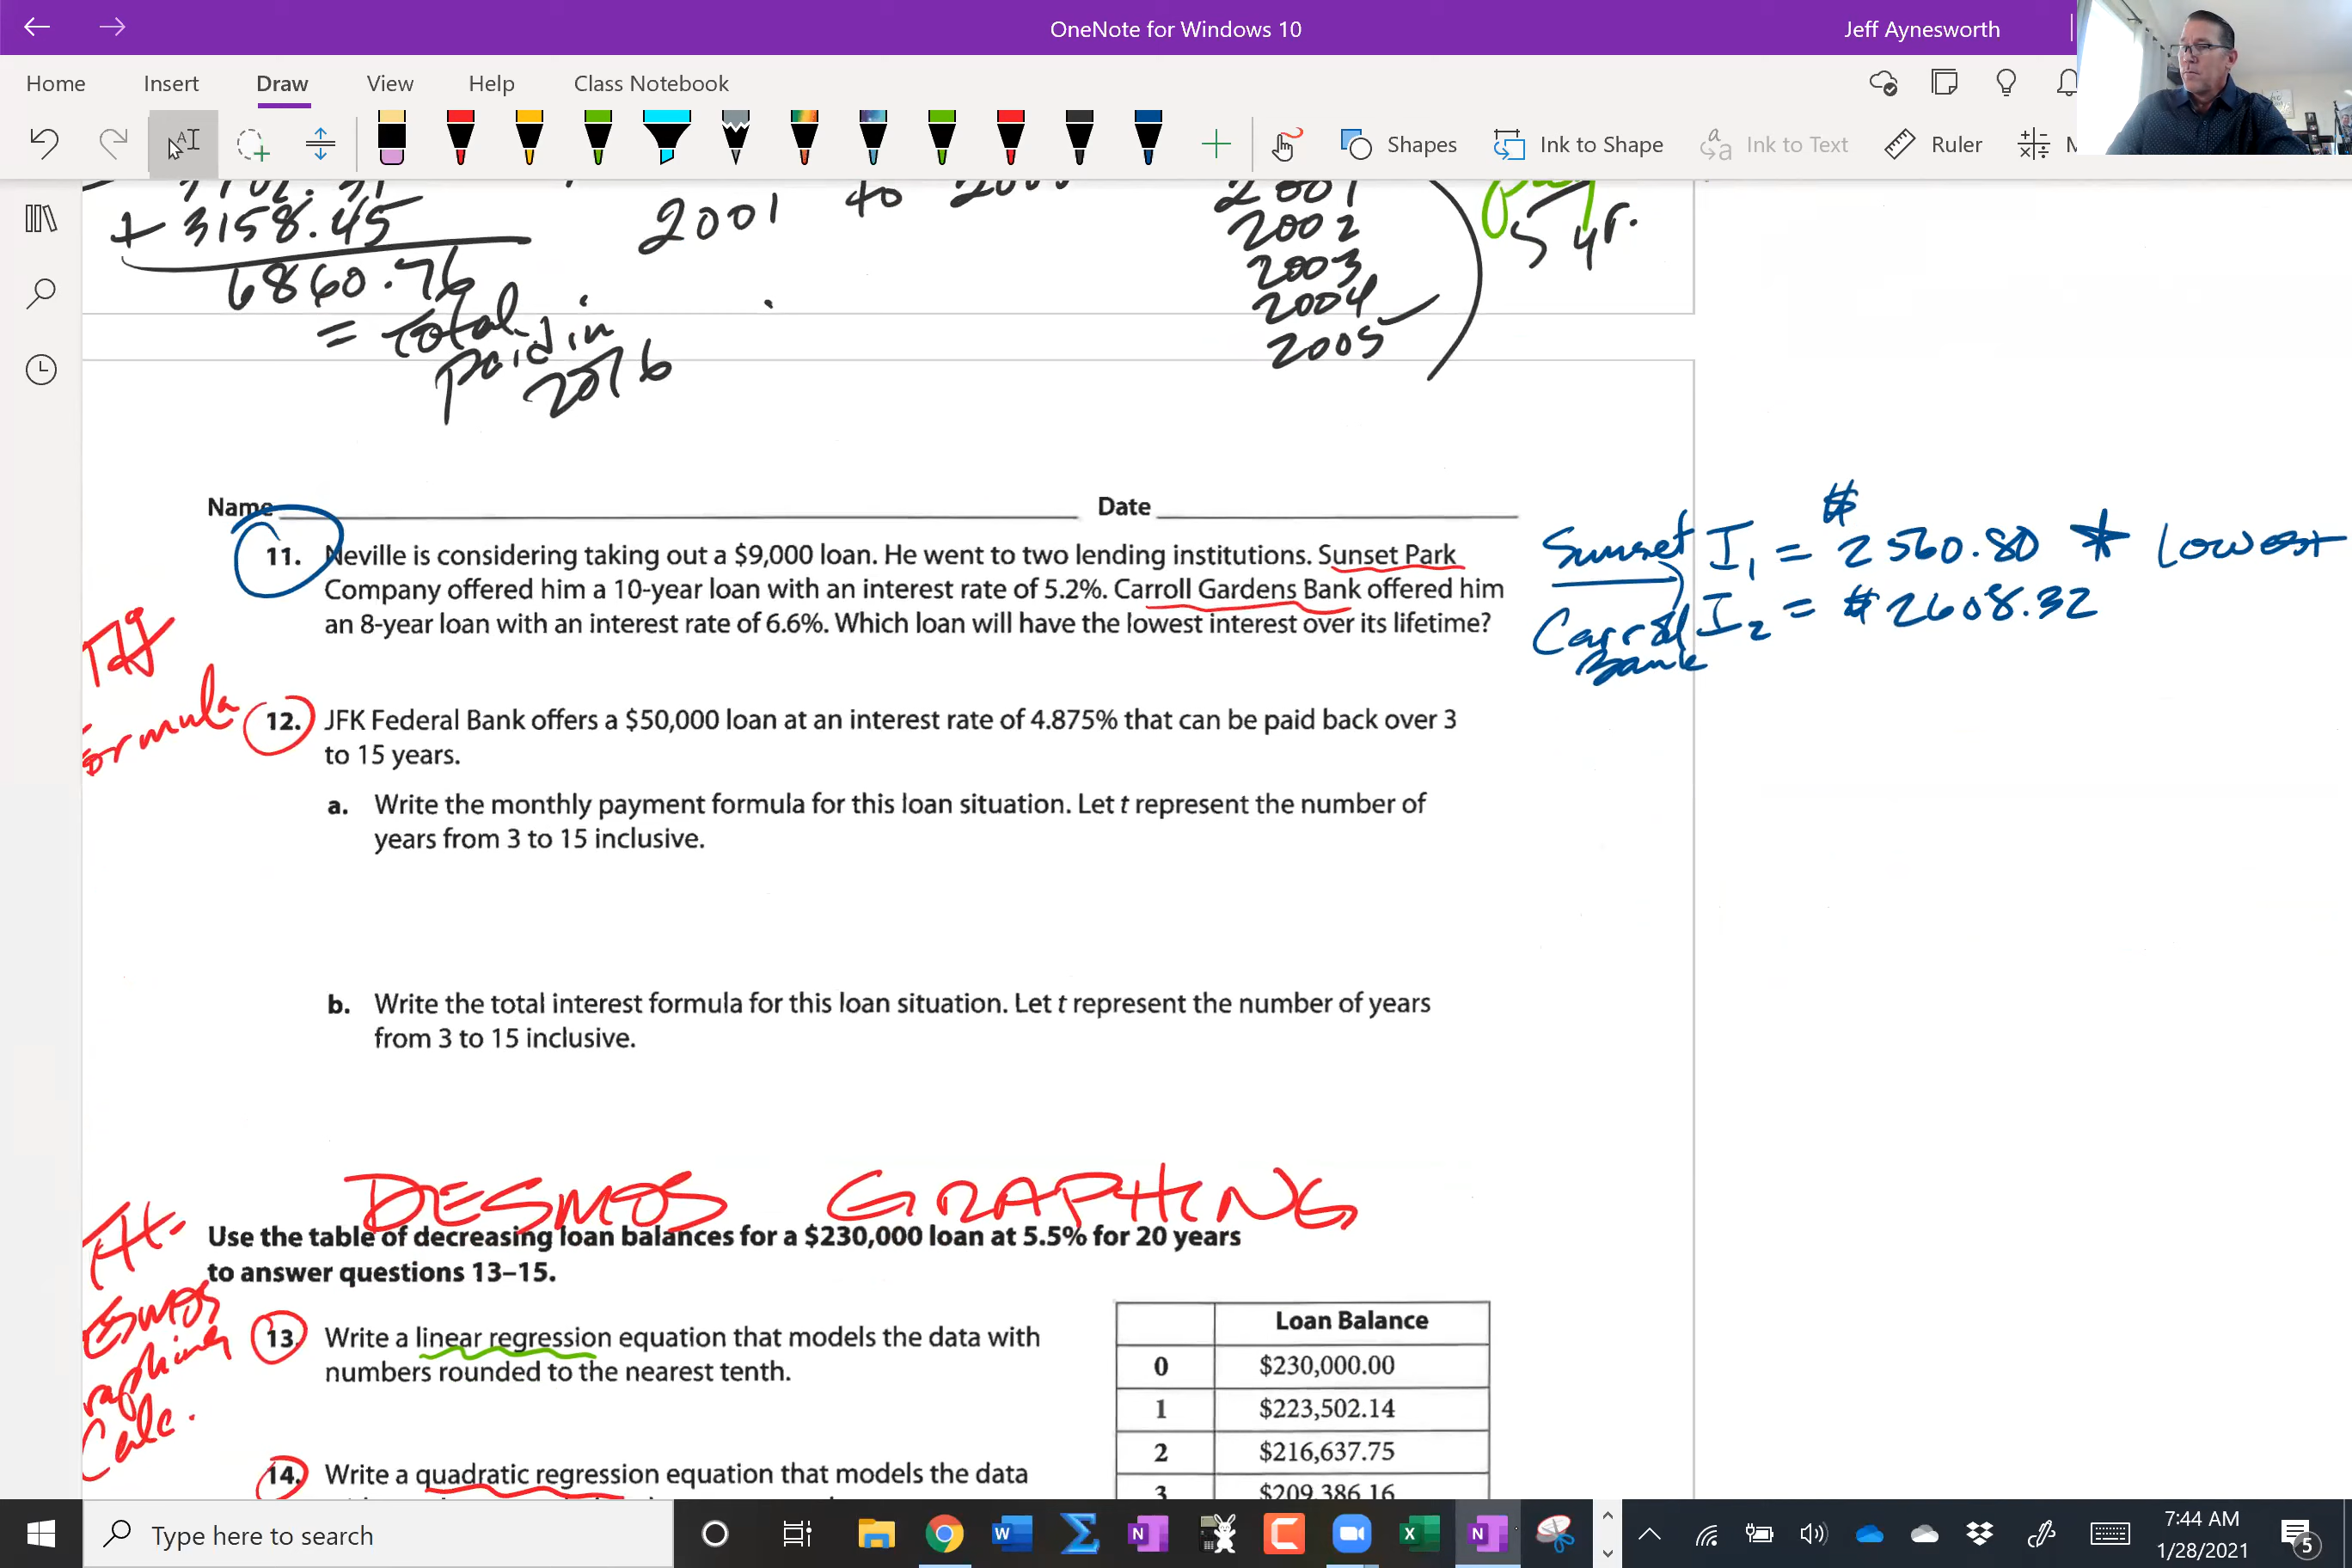 OneNote for Windows 10
Jeff Aynesworth
Home Insert Draw View Help Class Notebook
Shapes Ink to Shape Ink to Text Ruler
+ 3158.45
6860.76
= total paid in 2016
2001 to
2001
2002
2003
2004
2005
5 yr.
Name Date
11. Neville is considering taking out a $9,000 loan. He went to two lending institutions. Sunset Park
Company offered him a 10-year loan with an interest rate of 5.2%. Carroll Gardens Bank offered him
an 8-year loan with an interest rate of 6.6%. Which loan will have the lowest interest over its lifetime?
Sunset I1 = $2560.80 * Lowest
Carroll Bank I2 = $2608.32
Formula
12. JFK Federal Bank offers a $50,000 loan at an interest rate of 4.875% that can be paid back over 3
to 15 years.
a. Write the monthly payment formula for this loan situation. Let t represent the number of
years from 3 to 15 inclusive.
b. Write the total interest formula for this loan situation. Let t represent the number of years
from 3 to 15 inclusive.
DESMOS GRAPHING
Use the table of decreasing loan balances for a $230,000 loan at 5.5% for 20 years
to answer questions 13–15.
esmos
raphing
Calc.
13. Write a linear regression equation that models the data with
numbers rounded to the nearest tenth.
14. Write a quadratic regression equation that models the data
Loan Balance
0 $230,000.00
1 $223,502.14
2 $216,637.75
3 $209,386.16
Type here to search
7:44 AM
1/28/2021
5